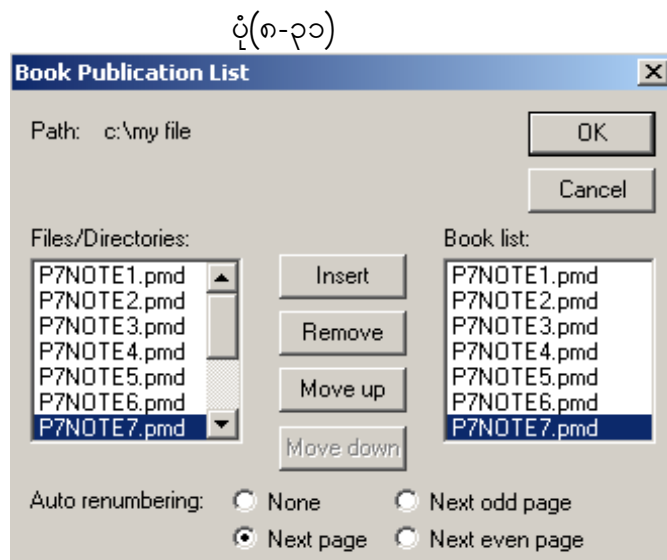 ပုံ(၈-၃၁)
Book Publication List
Path: c:\my file
OK
Cancel
Files/Directories:
P7NOTE1.pmd
P7NOTE2.pmd
P7NOTE3.pmd
P7NOTE4.pmd
P7NOTE5.pmd
P7NOTE6.pmd
P7NOTE7.pmd
Insert
Remove
Move up
Move down
Book list:
P7NOTE1.pmd
P7NOTE2.pmd
P7NOTE3.pmd
P7NOTE4.pmd
P7NOTE5.pmd
P7NOTE6.pmd
P7NOTE7.pmd
Auto renumbering: None Next odd page
Next page Next even page